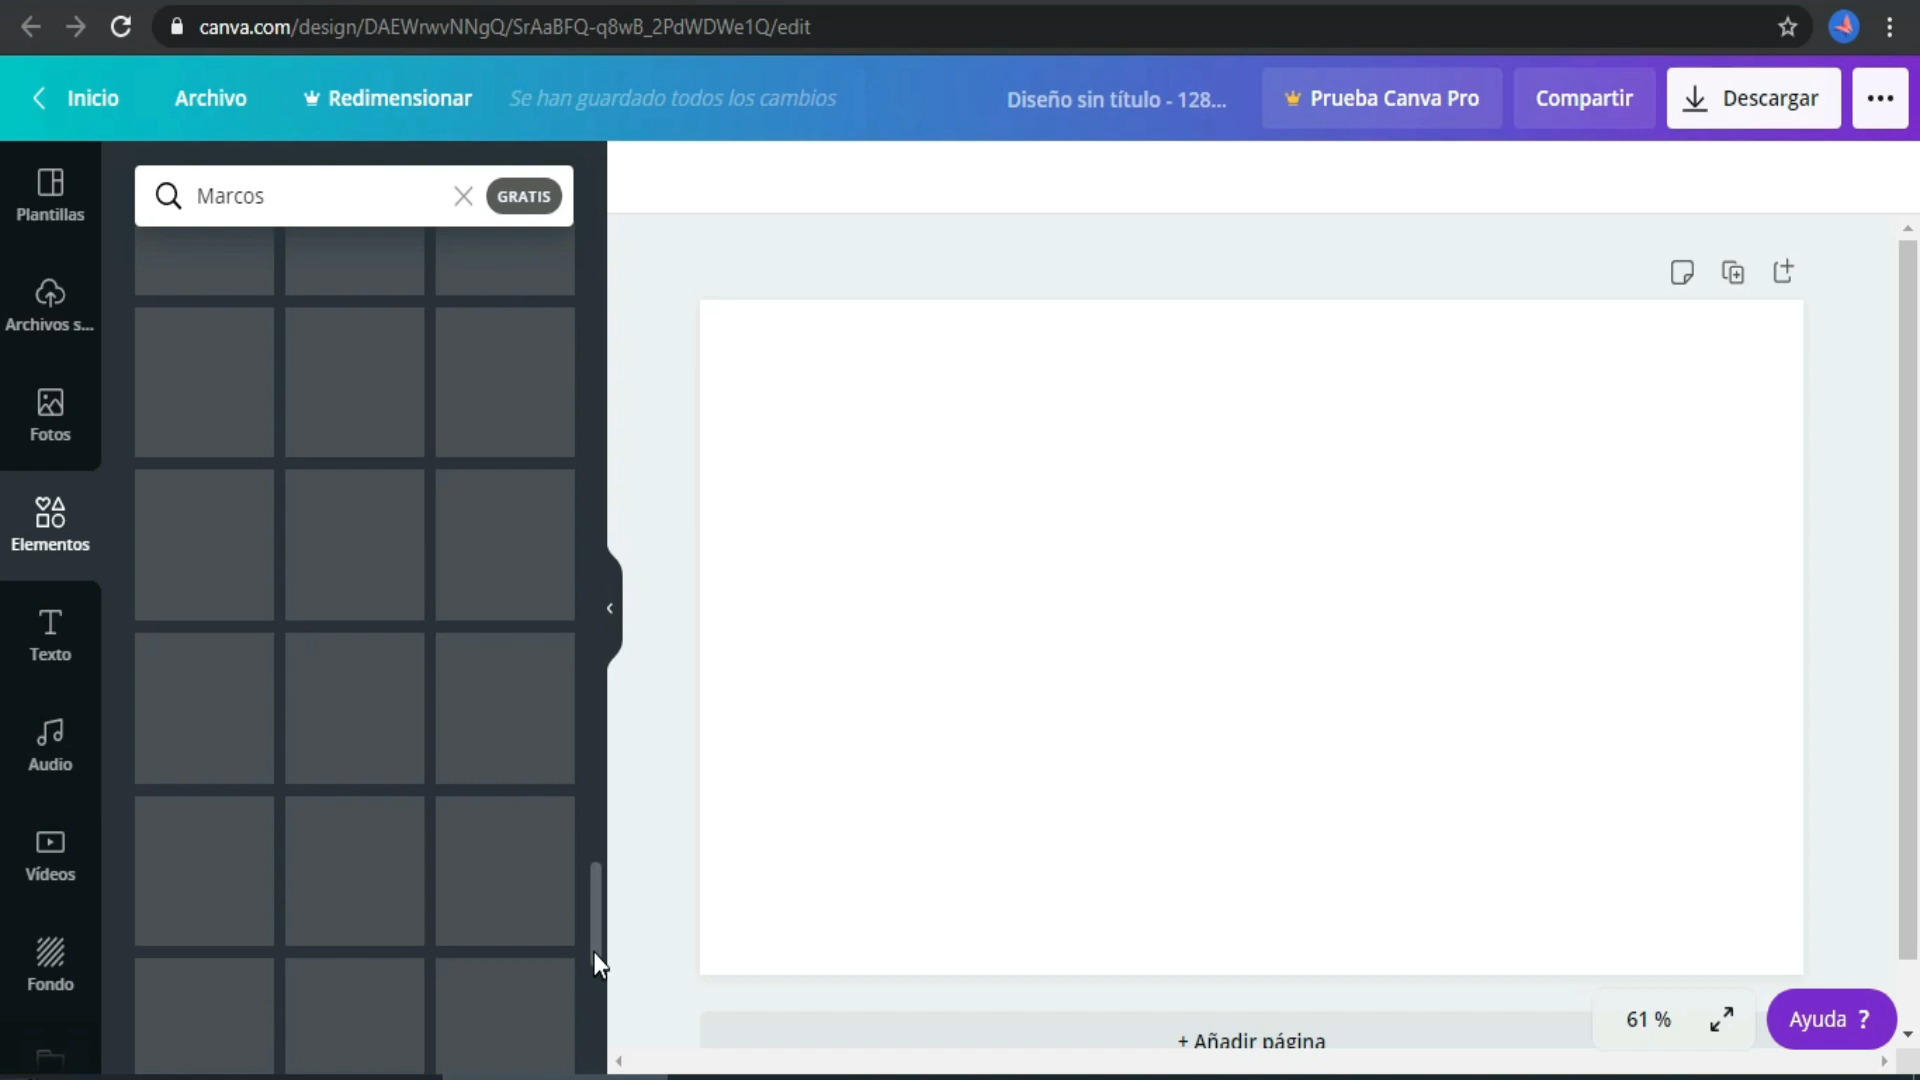 canva.com/design/DAEWrwvNNgQ/SrAaBFQ-q8wB_2PdWDWe1Q/edit
Inicio
Archivo
Redimensionar
Se han guardado todos los cambios
Diseño sin título - 128...
Prueba Canva Pro
Compartir
Descargar
Marcos
GRATIS
Plantillas
Archivos s...
Fotos
Elementos
Texto
Audio
Vídeos
Fondo
+ Añadir página
61 %
Ayuda ?